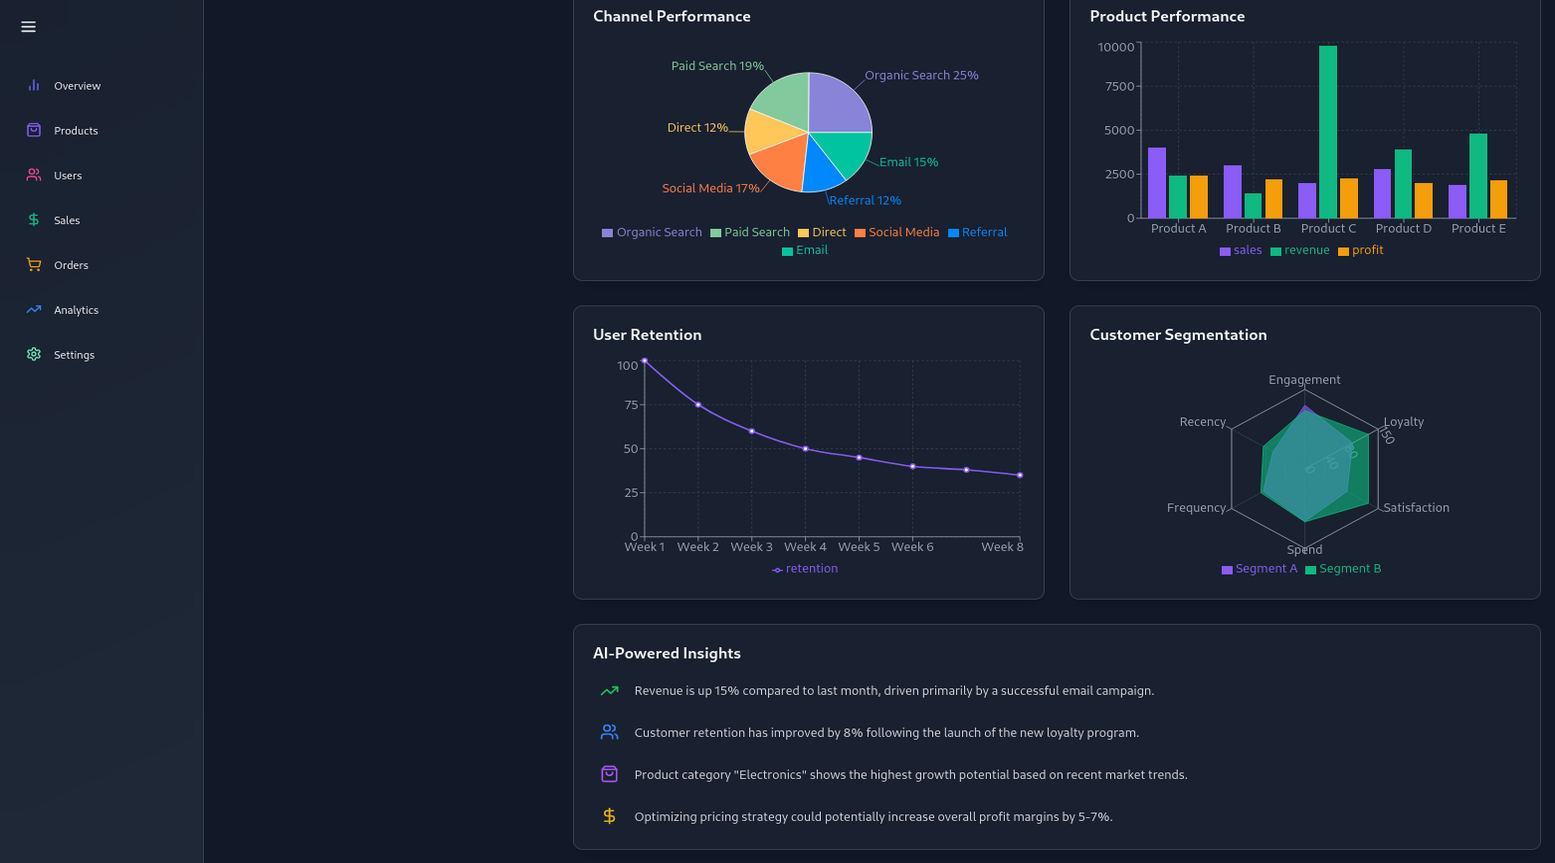 Overview
Products
Users
Sales
Orders
Analytics
Settings
Channel Performance
Paid Search 19%
Organic Search 25%
Direct 12%
Email 15%
Social Media 17%
Referral 12%
Organic Search Paid Search Direct Social Media Referral
Email
Product Performance
10000
7500
5000
2500
0
Product A Product B Product C Product D Product E
sales revenue profit
User Retention
100
75
50
25
0
Week 1 Week 2 Week 3 Week 4 Week 5 Week 6 Week 8
retention
Customer Segmentation
Engagement
Recency
Loyalty
150
Frequency
Satisfaction
Spend
Segment A Segment B
AI-Powered Insights
Revenue is up 15% compared to last month, driven primarily by a successful email campaign.
Customer retention has improved by 8% following the launch of the new loyalty program.
Product category "Electronics" shows the highest growth potential based on recent market trends.
Optimizing pricing strategy could potentially increase overall profit margins by 5-7%.